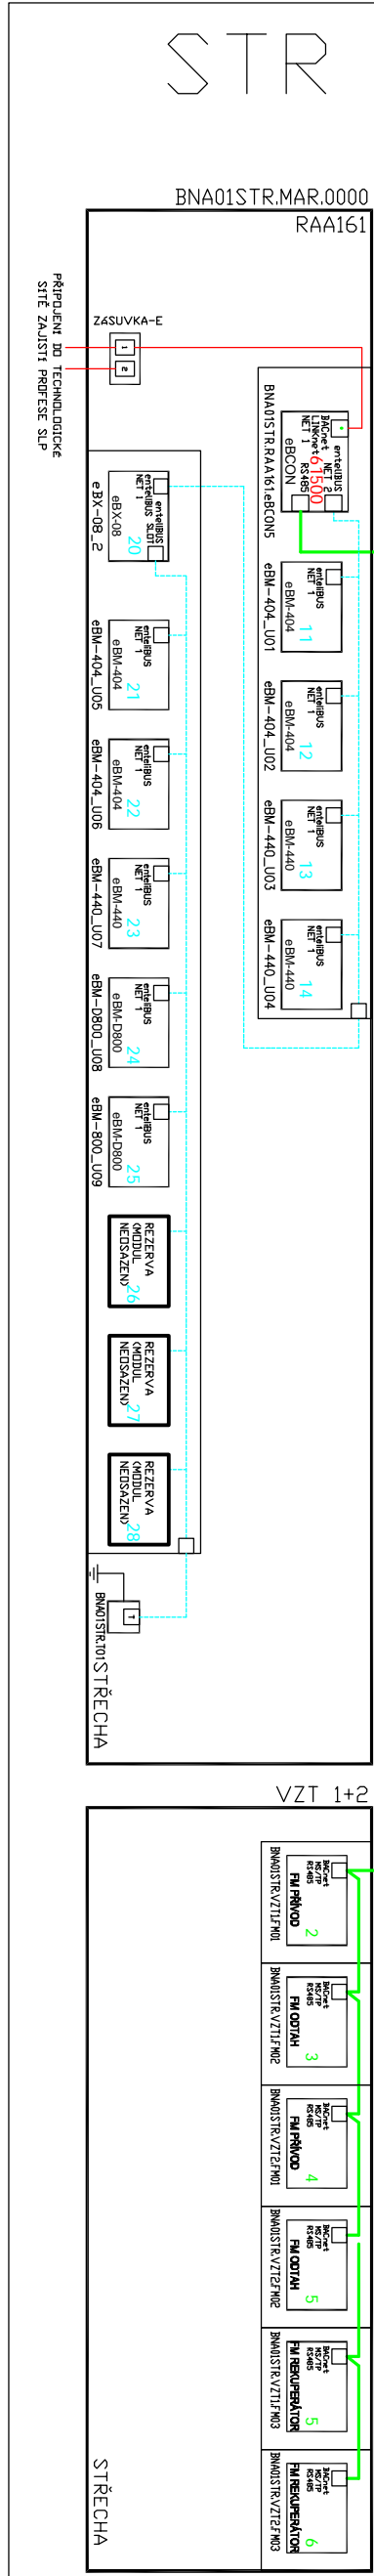 STR
BNA01STR.MAR.0000
RAA161
PŘIPOJENÍ DO TECHNOLOGICKÉ
SÍTĚ ZAJISTÍ PROFESE SLP
ZÁSUVKA-E
1
2
BNA01STR.RAA161.eBCON5
enteliBUS
NET 2
BACnet
LINKnet
NET 1
61500
RS485
eBCON
enteliBUS
NET 1
11
eBM-404
eBM-404_U01
enteliBUS
NET 1
12
eBM-404
eBM-404_U02
enteliBUS
NET 1
13
eBM-440
eBM-440_U03
enteliBUS
NET 1
14
eBM-440
eBM-440_U04
enteliBUS
NET 1
enteliBUS SLOT
20
eBX-08
eBX-08_2
enteliBUS
NET 1
21
eBM-404
eBM-404_U05
enteliBUS
NET 1
22
eBM-404
eBM-404_U06
enteliBUS
NET 1
23
eBM-440
eBM-440_U07
enteliBUS
NET 1
24
eBM-D800
eBM-D800_U08
enteliBUS
NET 1
25
eBM-D800
eBM-800_U09
REZERVA
(MODUL
NEOSAZEN)
26
REZERVA
(MODUL
NEOSAZEN)
27
REZERVA
(MODUL
NEOSAZEN)
28
T
BNA01STR.T01
STŘECHA
VZT 1+2
BACnet
MS/TP
RS485
2
FM PŘÍVOD
BNA01STR.VZT1.FM01
BACnet
MS/TP
RS485
3
FM ODTAH
BNA01STR.VZT1.FM02
BACnet
MS/TP
RS485
4
FM PŘÍVOD
BNA01STR.VZT2.FM01
BACnet
MS/TP
RS485
5
FM ODTAH
BNA01STR.VZT2.FM02
BACnet
MS/TP
RS485
5
FM REKUPERÁTOR
BNA01STR.VZT1.FM03
BACnet
MS/TP
RS485
6
FM REKUPERÁTOR
BNA01STR.VZT2.FM03
STŘECHA